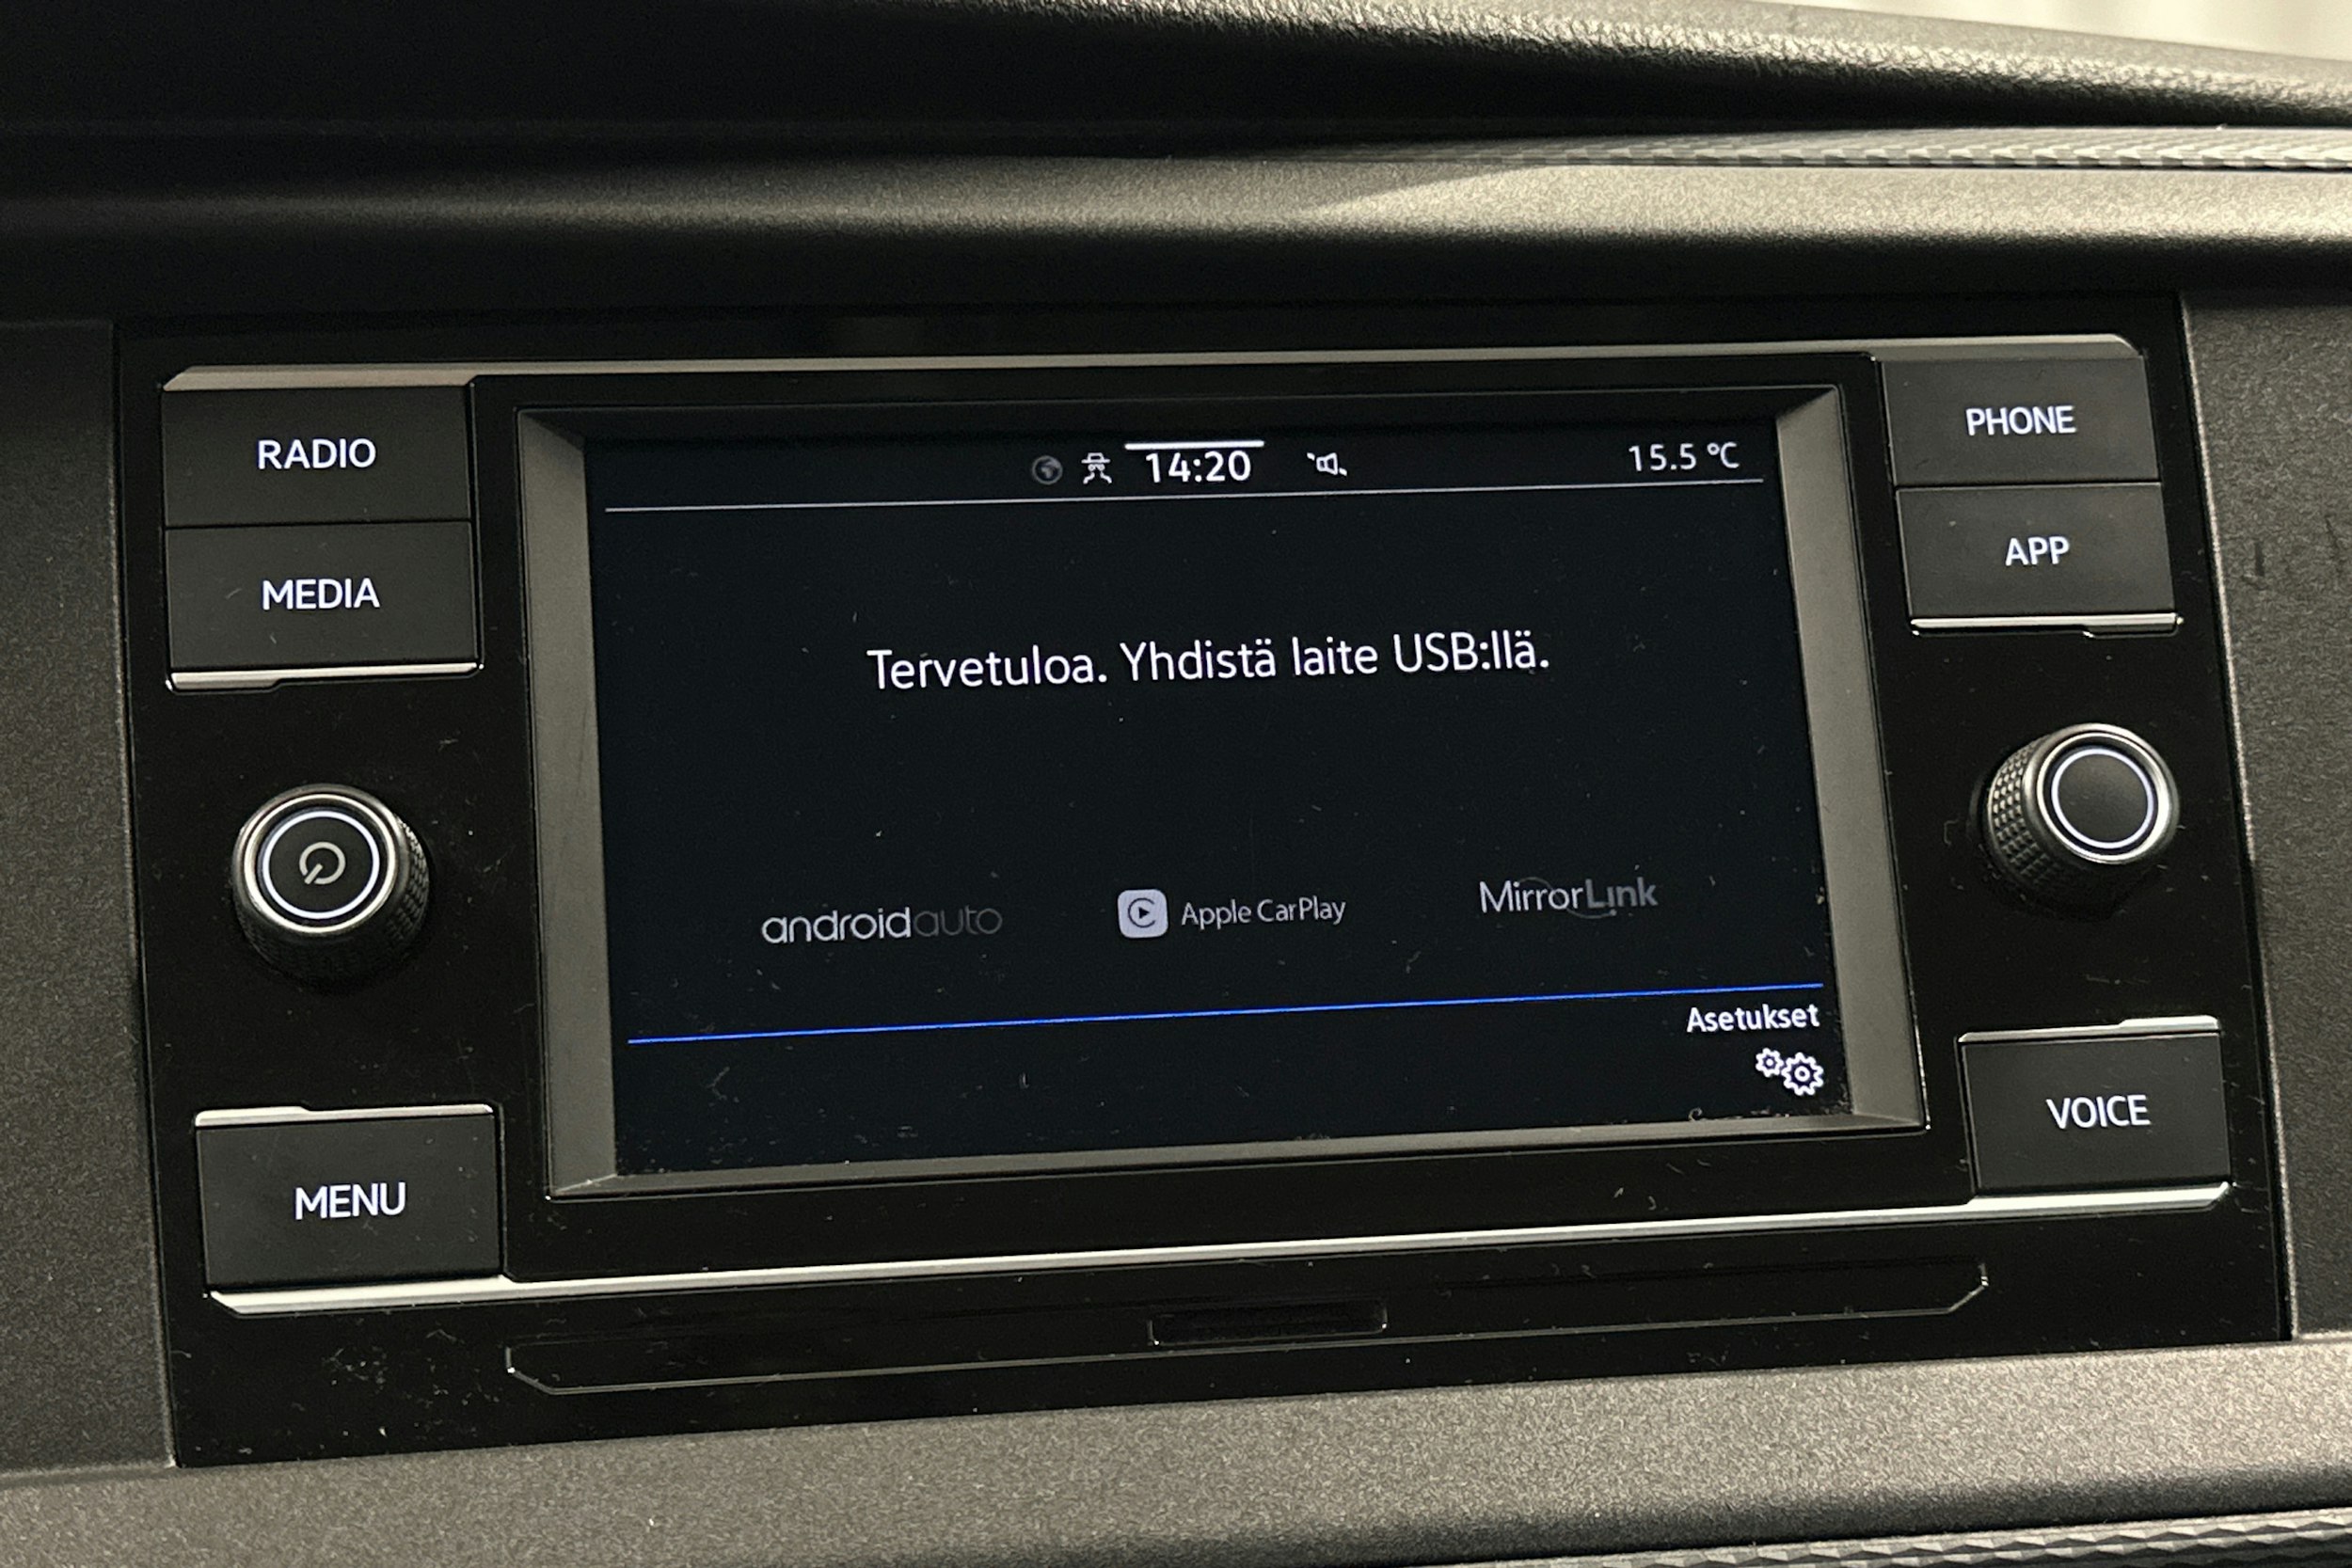 RADIO
MEDIA
MENU
14:20
15.5 °C
Tervetuloa. Yhdistä laite USB:llä.
androidauto
Apple CarPlay
MirrorLink
Asetukset
PHONE
APP
VOICE